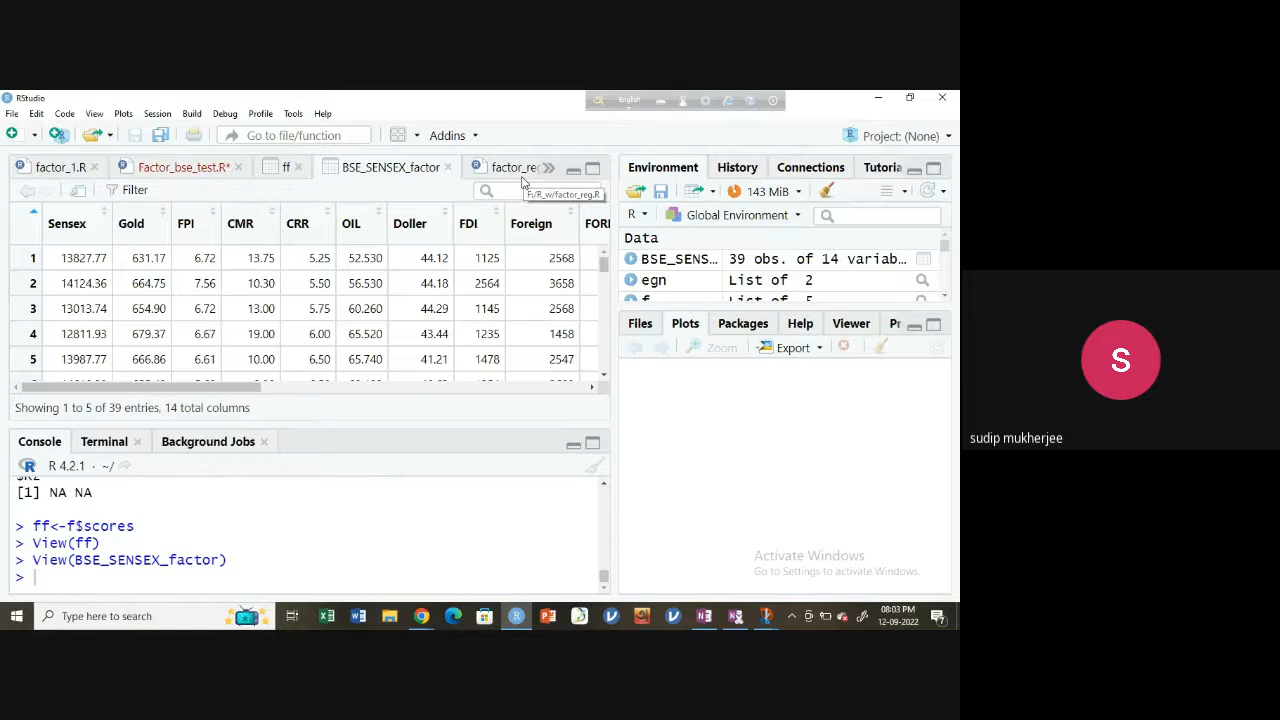 RStudio
English
File Edit Code View Plots Session Build Debug Profile Tools Help
Go to file/function
Addins
Project: (None)
factor_1.R
Factor_bse_test.R*
ff
BSE_SENSEX_factor
factor_re
Filter
F:/R_w/factor_reg.R
Sensex Gold FPI CMR CRR OIL Doller FDI Foreign
1 13827.77 631.17 6.72 13.75 5.25 52.530 44.12 1125 2568
2 14124.36 664.75 7.56 10.30 5.50 56.530 44.18 2564 3658
3 13013.74 654.90 6.72 13.00 5.75 60.260 44.29 1145 2568
4 12811.93 679.37 6.67 19.00 6.00 65.520 43.44 1235 1458
5 13987.77 666.86 6.61 10.00 6.50 65.740 41.21 1478 2547
Showing 1 to 5 of 39 entries, 14 total columns
Console Terminal Background Jobs
R 4.2.1 · ~/
[1] NA NA
> ff<-f$scores
> View(ff)
> View(BSE_SENSEX_factor)
>
Environment History Connections Tutoria
143 MiB
R Global Environment
Data
BSE_SENS… 39 obs. of 14 variab…
egn List of 2
f List of 5
Files Plots Packages Help Viewer Pr
Zoom Export
Activate Windows
Go to Settings to activate Windows.
Type here to search
08:03 PM
12-09-2022
S
sudip mukherjee